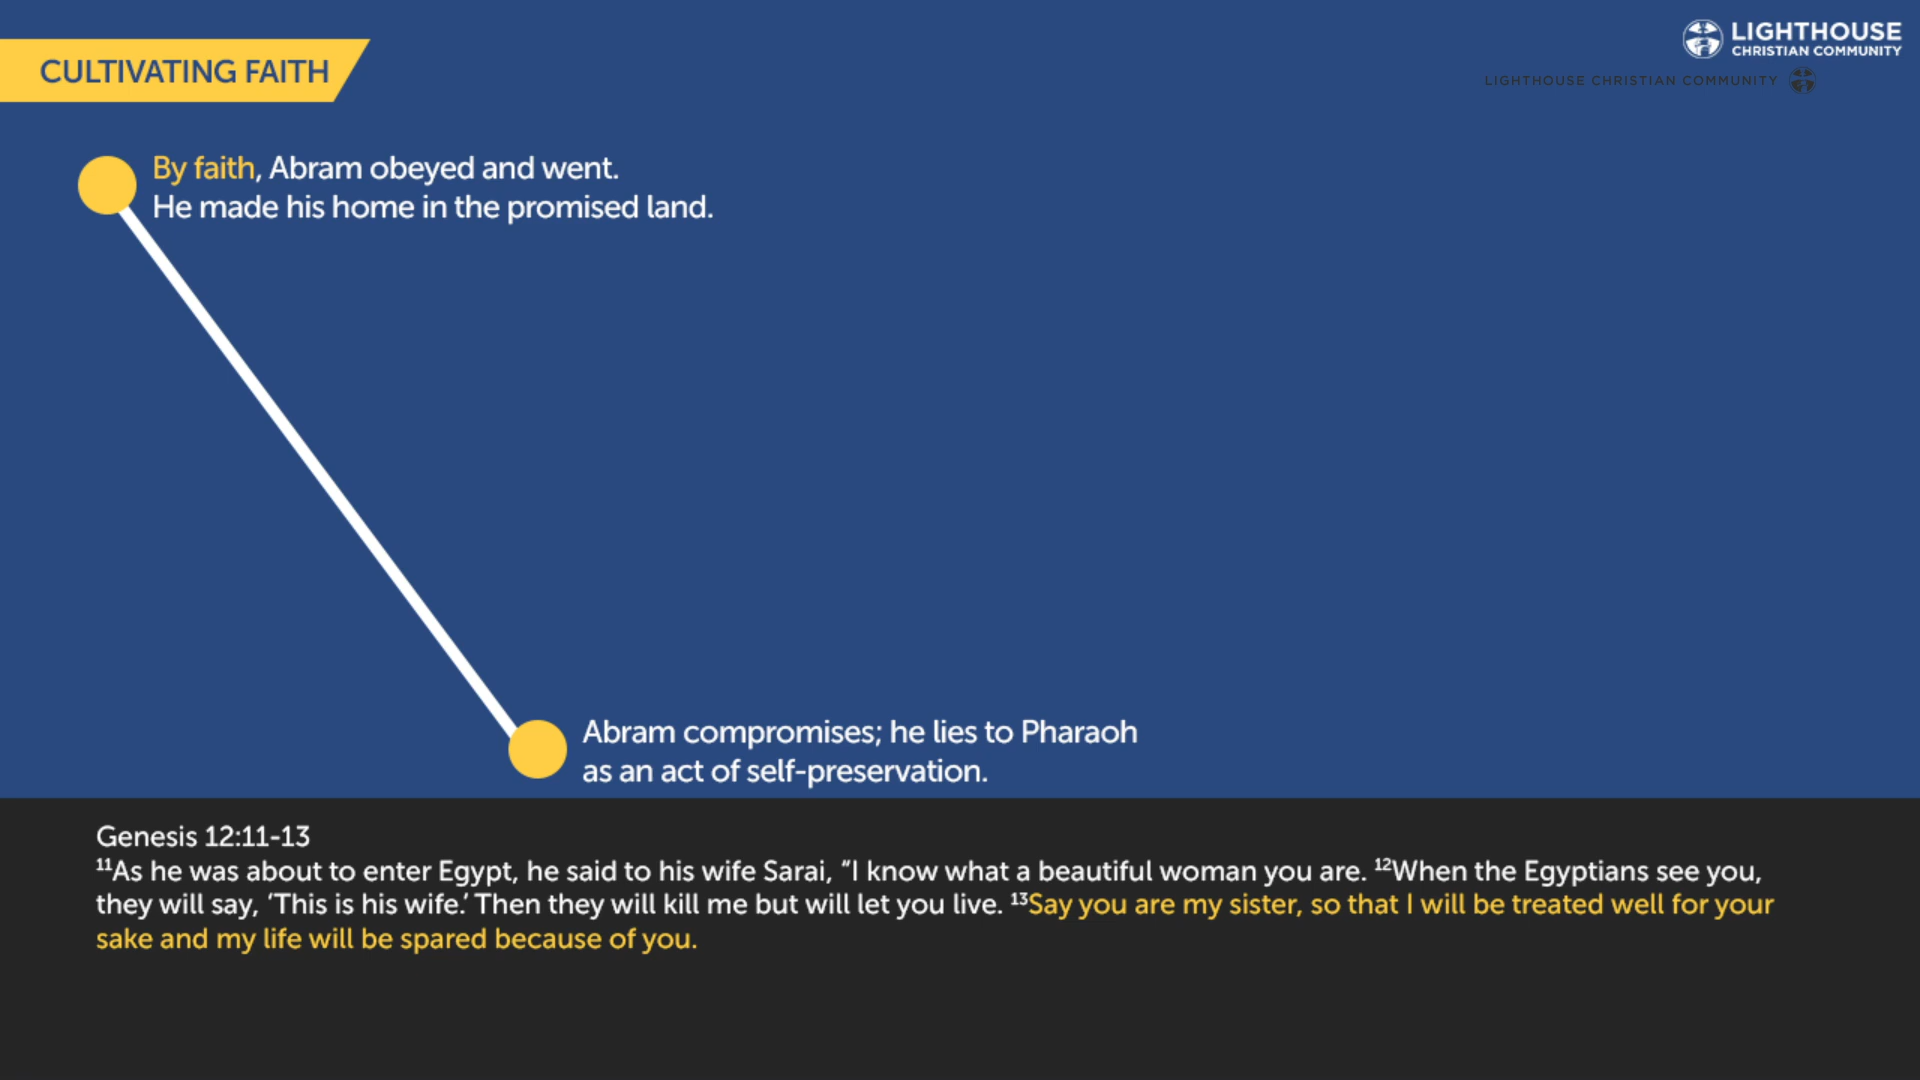 CULTIVATING FAITH
LIGHTHOUSE
CHRISTIAN COMMUNITY
LIGHTHOUSE CHRISTIAN COMMUNITY
By faith, Abram obeyed and went.
He made his home in the promised land.
Abram compromises; he lies to Pharaoh
as an act of self-preservation.
Genesis 12:11-13
¹¹As he was about to enter Egypt, he said to his wife Sarai, “I know what a beautiful woman you are. ¹²When the Egyptians see you,
they will say, ‘This is his wife.’ Then they will kill me but will let you live. ¹³Say you are my sister, so that I will be treated well for your
sake and my life will be spared because of you.